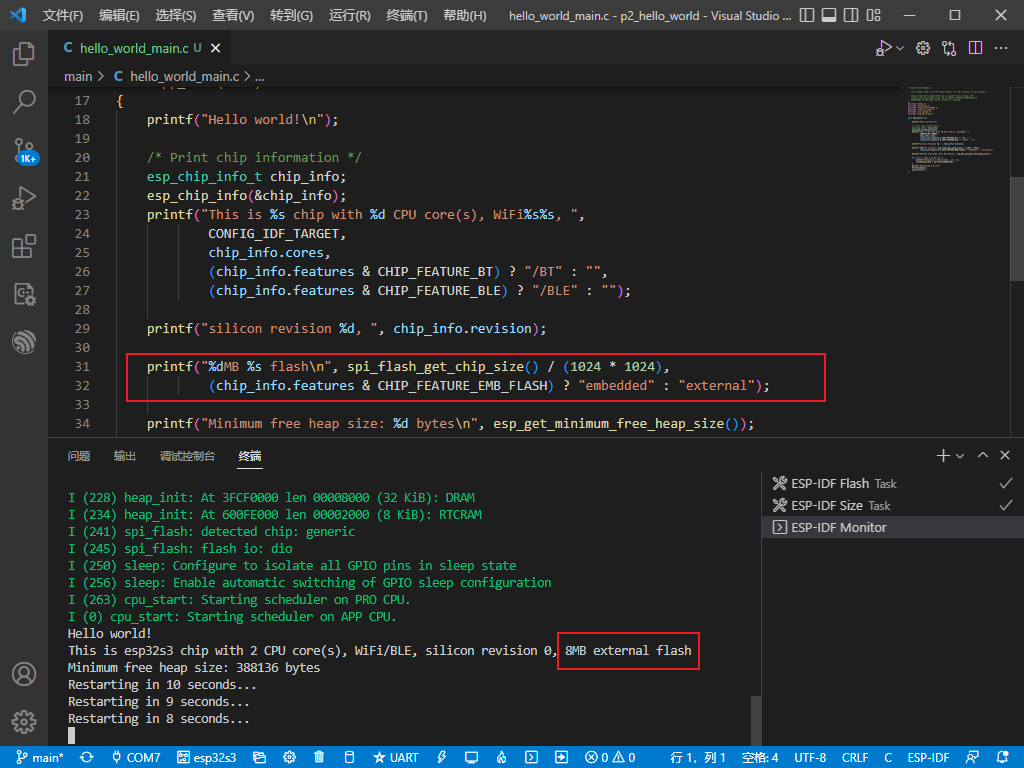 文件(F) 编辑(E) 选择(S) 查看(V) 转到(G) 运行(R) 终端(T) 帮助(H) hello_world_main.c - p2_hello_world - Visual Studio ...
C hello_world_main.c U
main > C hello_world_main.c > ...
17 {
18 printf("Hello world!\n");
19
20 /* Print chip information */
21 esp_chip_info_t chip_info;
22 esp_chip_info(&chip_info);
23 printf("This is %s chip with %d CPU core(s), WiFi%s%s, ",
24 CONFIG_IDF_TARGET,
25 chip_info.cores,
26 (chip_info.features & CHIP_FEATURE_BT) ? "/BT" : "",
27 (chip_info.features & CHIP_FEATURE_BLE) ? "/BLE" : "");
28
29 printf("silicon revision %d, ", chip_info.revision);
30
31 printf("%dMB %s flash\n", spi_flash_get_chip_size() / (1024 * 1024),
32 (chip_info.features & CHIP_FEATURE_EMB_FLASH) ? "embedded" : "external");
33
34 printf("Minimum free heap size: %d bytes\n", esp_get_minimum_free_heap_size());
1K+
问题 输出 调试控制台 终端
I (228) heap_init: At 3FCF0000 len 00008000 (32 KiB): DRAM
I (234) heap_init: At 600FE000 len 00002000 (8 KiB): RTCRAM
I (241) spi_flash: detected chip: generic
I (245) spi_flash: flash io: dio
I (250) sleep: Configure to isolate all GPIO pins in sleep state
I (256) sleep: Enable automatic switching of GPIO sleep configuration
I (263) cpu_start: Starting scheduler on PRO CPU.
I (0) cpu_start: Starting scheduler on APP CPU.
Hello world!
This is esp32s3 chip with 2 CPU core(s), WiFi/BLE, silicon revision 0, 8MB external flash
Minimum free heap size: 388136 bytes
Restarting in 10 seconds...
Restarting in 9 seconds...
Restarting in 8 seconds...
ESP-IDF Flash Task
ESP-IDF Size Task
ESP-IDF Monitor
main* COM7 esp32s3 UART 0 0 行 1，列 1 空格: 4 UTF-8 CRLF C ESP-IDF